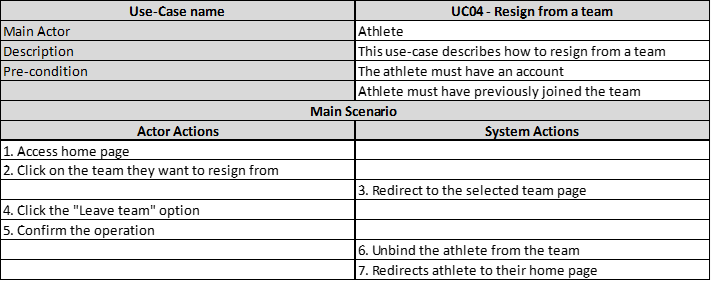 Use-Case name UC04 - Resign from a team
Main Actor Athlete
Description This use-case describes how to resign from a team
Pre-condition The athlete must have an account
Athlete must have previously joined the team
Main Scenario
Actor Actions System Actions
1. Access home page
2. Click on the team they want to resign from
3. Redirect to the selected team page
4. Click the "Leave team" option
5. Confirm the operation
6. Unbind the athlete from the team
7. Redirects athlete to their home page